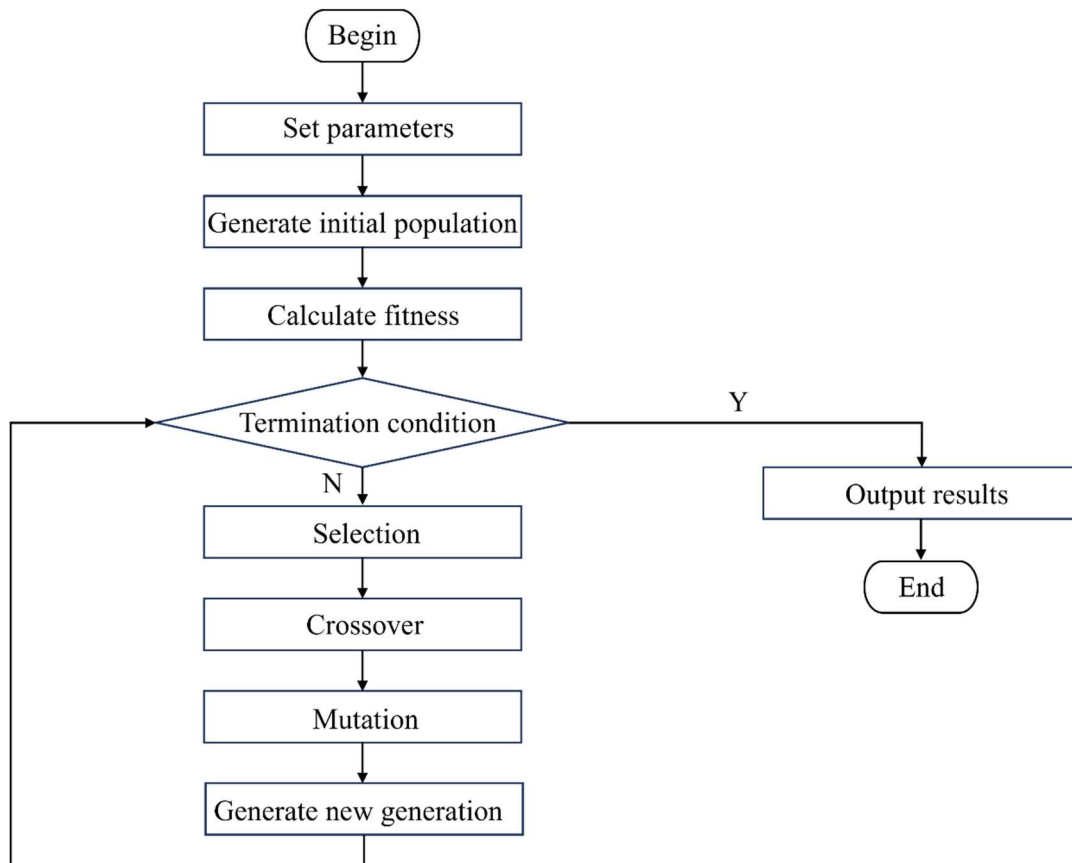 Begin
Set parameters
Generate initial population
Calculate fitness
Termination condition
Y
N
Output results
Selection
End
Crossover
Mutation
Generate new generation